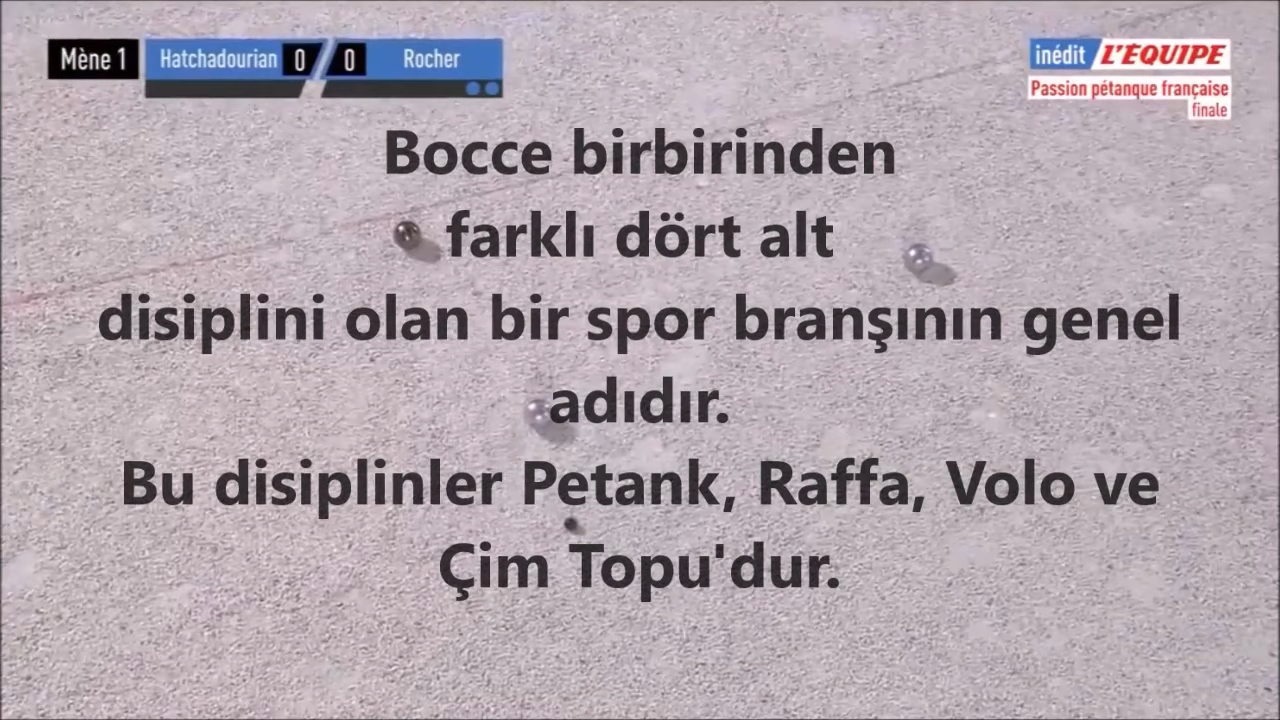 Mène 1 Hatchadourian 0 0 Rocher
inédit L'ÉQUIPE
Passion pétanque française
finale
Bocce birbirinden
farklı dört alt
disiplini olan bir spor branşının genel
adıdır.
Bu disiplinler Petank, Raffa, Volo ve
Çim Topu'dur.